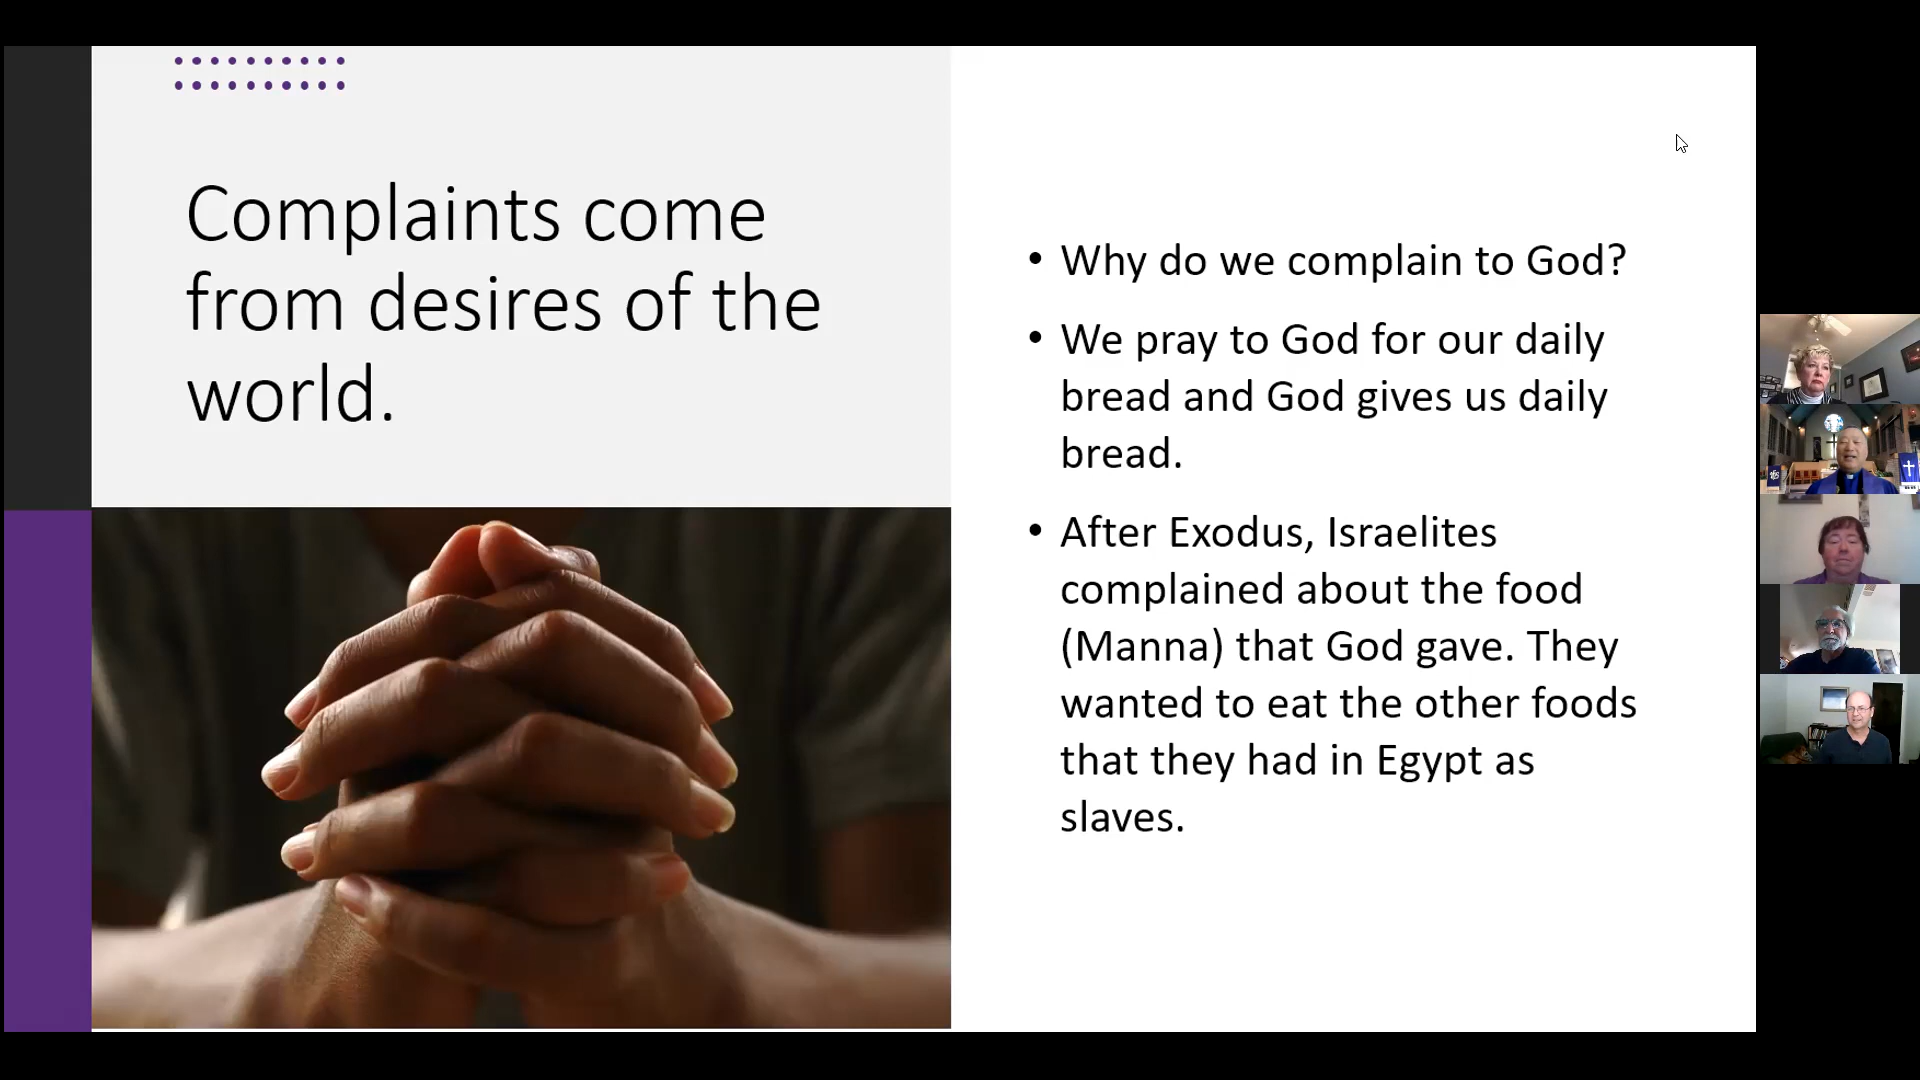 Complaints come
from desires of the
world.
• Why do we complain to God?
• We pray to God for our daily
bread and God gives us daily
bread.
• After Exodus, Israelites
complained about the food
(Manna) that God gave. They
wanted to eat the other foods
that they had in Egypt as
slaves.